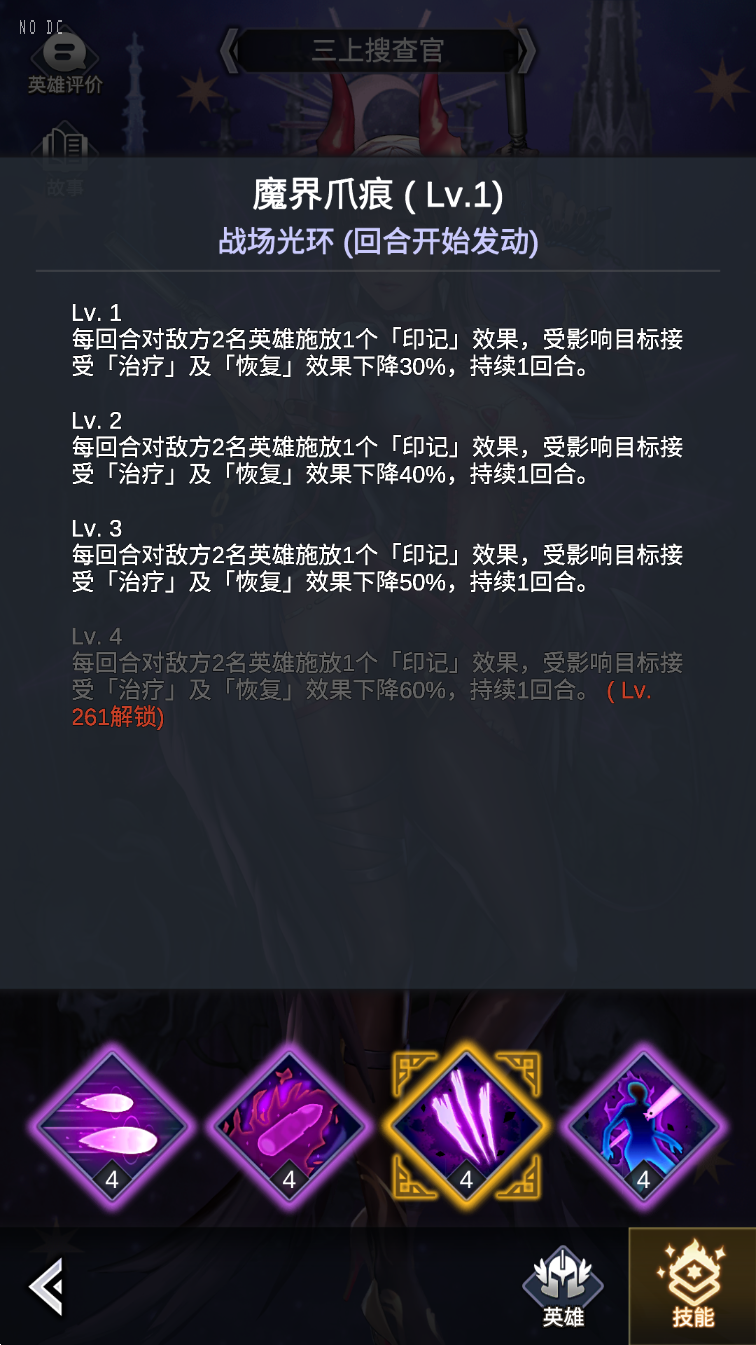 NO DC
英雄评价
三上搜查官
故事
魔界爪痕 ( Lv.1)
战场光环 (回合开始发动)
Lv. 1
每回合对敌方2名英雄施放1个「印记」效果，受影响目标接
受「治疗」及「恢复」效果下降30%，持续1回合。
Lv. 2
每回合对敌方2名英雄施放1个「印记」效果，受影响目标接
受「治疗」及「恢复」效果下降40%，持续1回合。
Lv. 3
每回合对敌方2名英雄施放1个「印记」效果，受影响目标接
受「治疗」及「恢复」效果下降50%，持续1回合。
Lv. 4
每回合对敌方2名英雄施放1个「印记」效果，受影响目标接
受「治疗」及「恢复」效果下降60%，持续1回合。 ( Lv.
261解锁)
4 4 4 4
英雄 技能